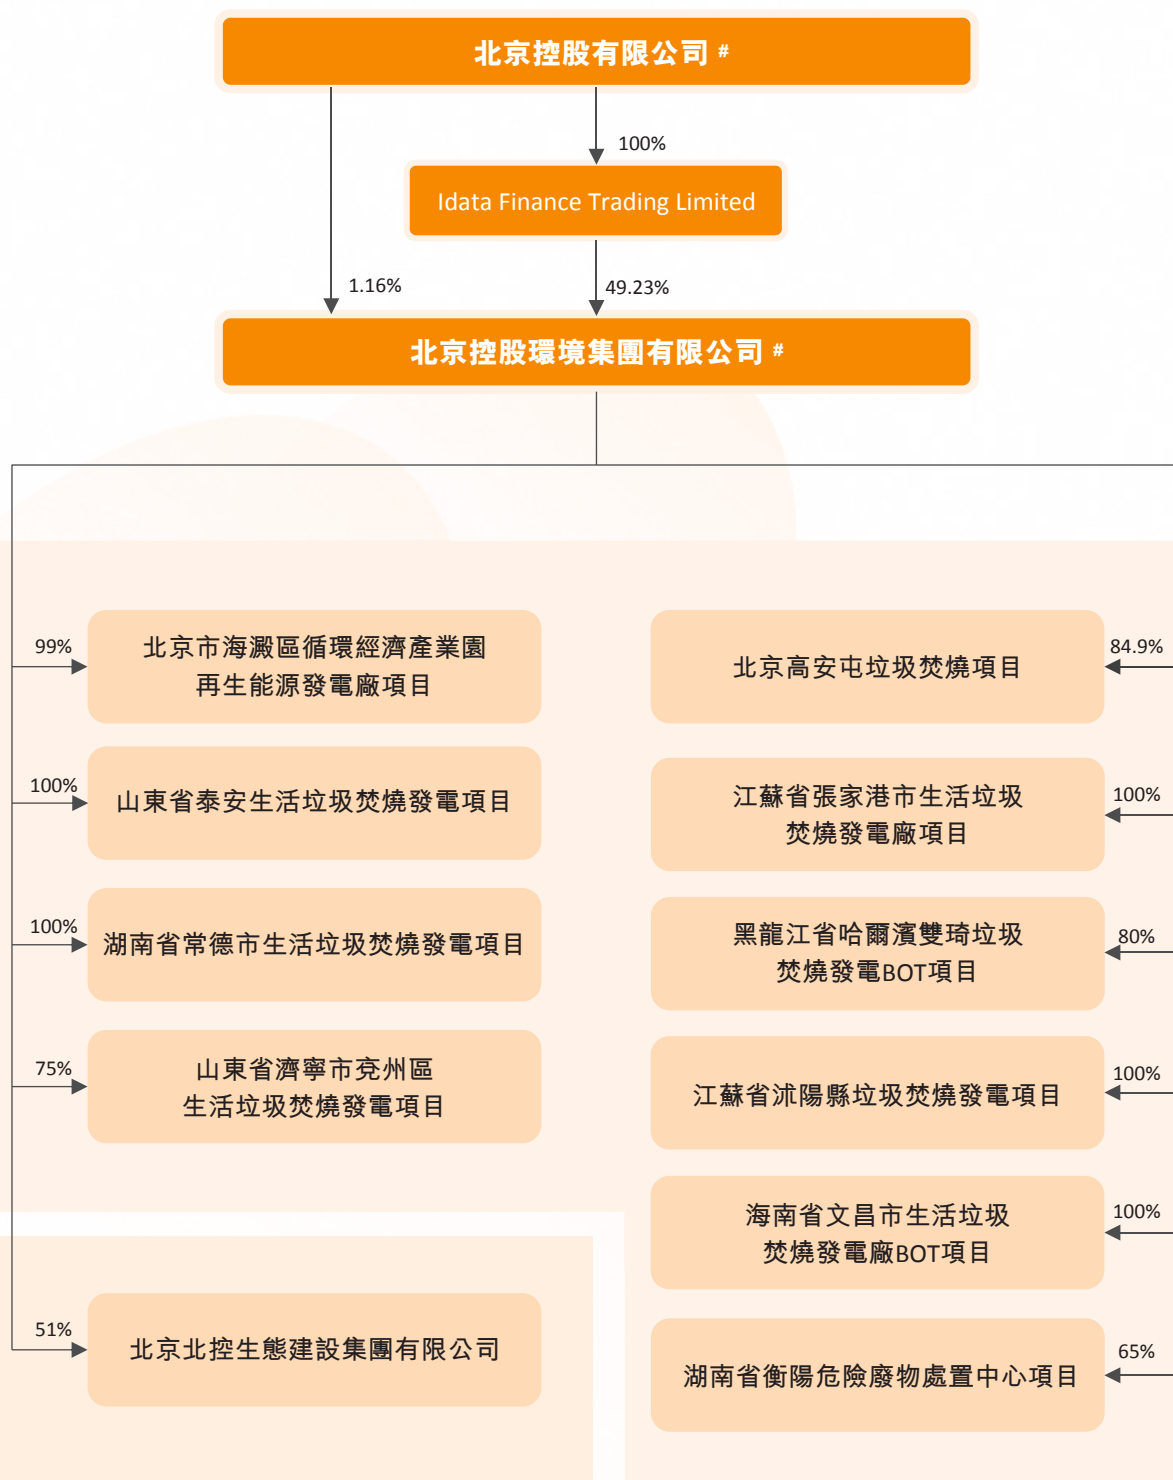 北京控股有限公司 #
100%
Idata Finance Trading Limited
1.16%
49.23%
北京控股環境集團有限公司 #
99%
北京市海澱區循環經濟產業園
再生能源發電廠項目
100%
山東省泰安生活垃圾焚燒發電項目
100%
湖南省常德市生活垃圾焚燒發電項目
75%
山東省濟寧市兗州區
生活垃圾焚燒發電項目
51%
北京北控生態建設集團有限公司
北京高安屯垃圾焚燒項目
84.9%
江蘇省張家港市生活垃圾
焚燒發電廠項目
100%
黑龍江省哈爾濱雙琦垃圾
焚燒發電BOT項目
80%
江蘇省沭陽縣垃圾焚燒發電項目
100%
海南省文昌市生活垃圾
焚燒發電廠BOT項目
100%
湖南省衡陽危險廢物處置中心項目
65%